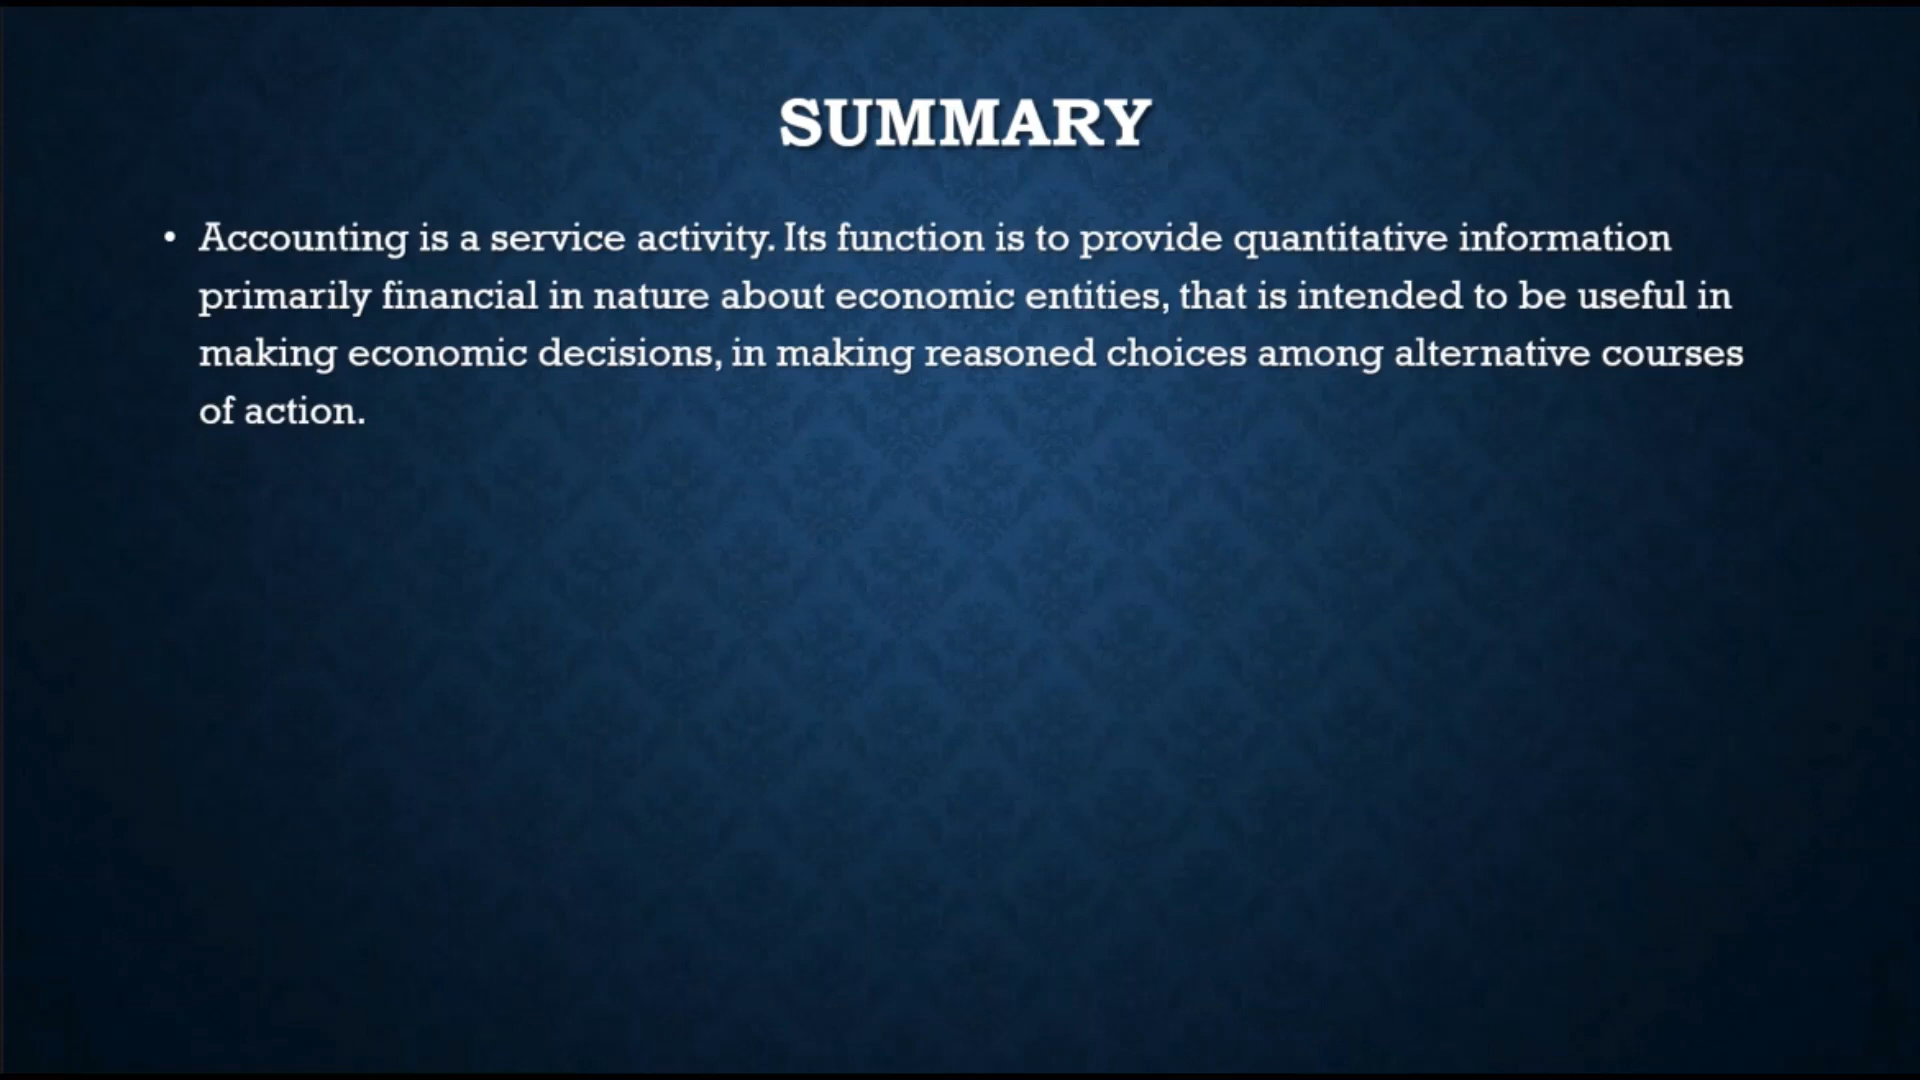 SUMMARY
• Accounting is a service activity. Its function is to provide quantitative information
primarily financial in nature about economic entities, that is intended to be useful in
making economic decisions, in making reasoned choices among alternative courses
of action.